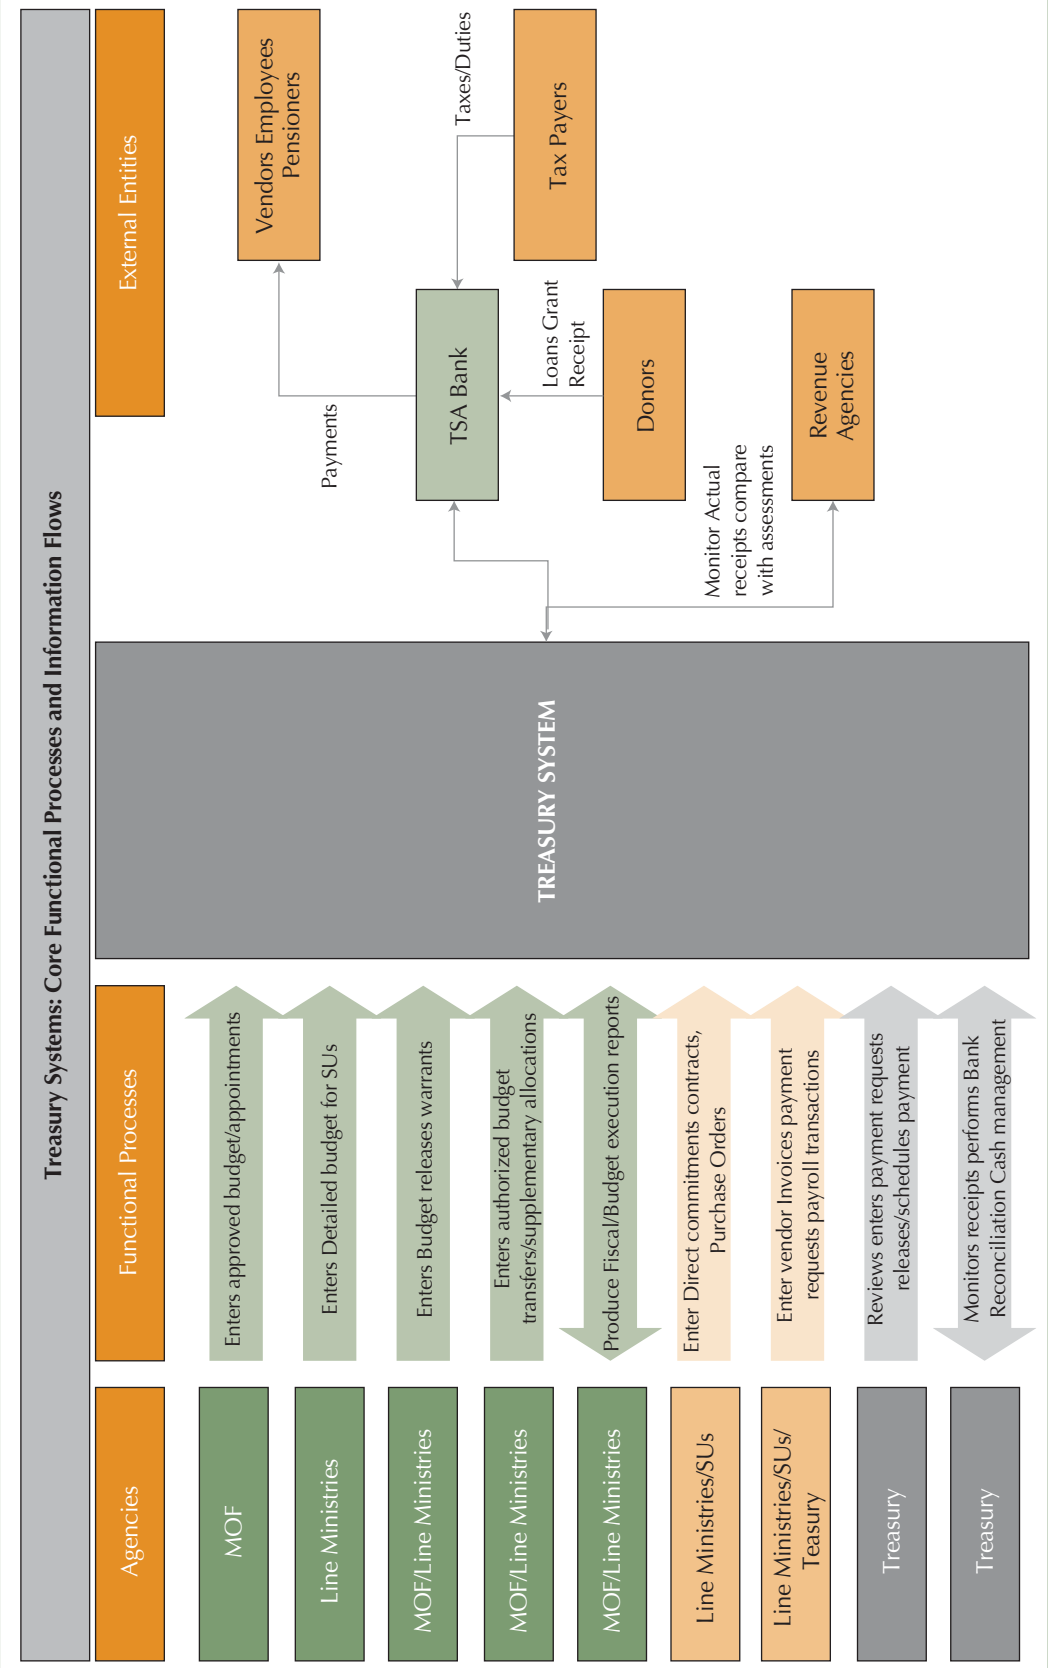 Treasury Systems: Core Functional Processes and Information Flows
Agencies
Functional Processes
External Entities
MOF
Enters approved budget/appointments
Line Ministries
Enters Detailed budget for SUs
MOF/Line Ministries
Enters Budget releases warrants
MOF/Line Ministries
Enters authorized budget
transfers/supplementary allocations
MOF/Line Ministries
Produce Fiscal/Budget execution reports
Line Ministries/SUs
Enter Direct commitments contracts,
Purchase Orders
Line Ministries/SUs/
Teasury
Enter vendor Invoices payment
requests payroll transactions
Treasury
Reviews enters payment requests
releases/schedules payment
Treasury
Monitors receipts performs Bank
Reconciliation Cash management
TREASURY SYSTEM
Vendors Employees
Pensioners
Payments
Taxes/Duties
TSA Bank
Tax Payers
Loans Grant
Receipt
Donors
Monitor Actual
receipts compare
with assessments
Revenue
Agencies